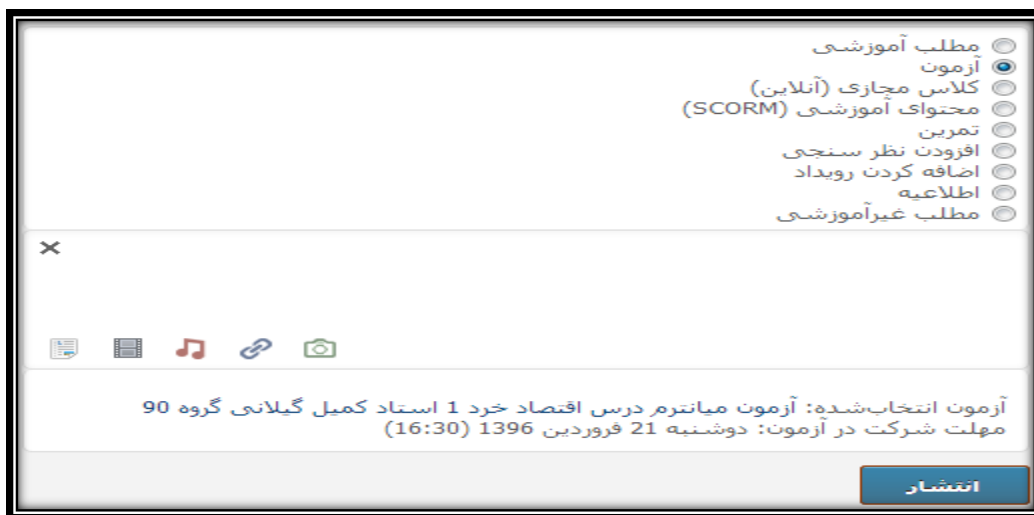 مطلب آموزشی
آزمون
کلاس مجازی (آنلاین)
محتوای آموزشی (SCORM)
تمرین
افزودن نظر سنجی
اضافه کردن رویداد
اطلاعیه
مطلب غیرآموزشی
آزمون انتخاب‌شده: آزمون میانترم درس اقتصاد خرد 1 استاد کمیل گیلانی گروه 90
مهلت شرکت در آزمون: دوشنبه 21 فروردین 1396 (16:30)
انتشار